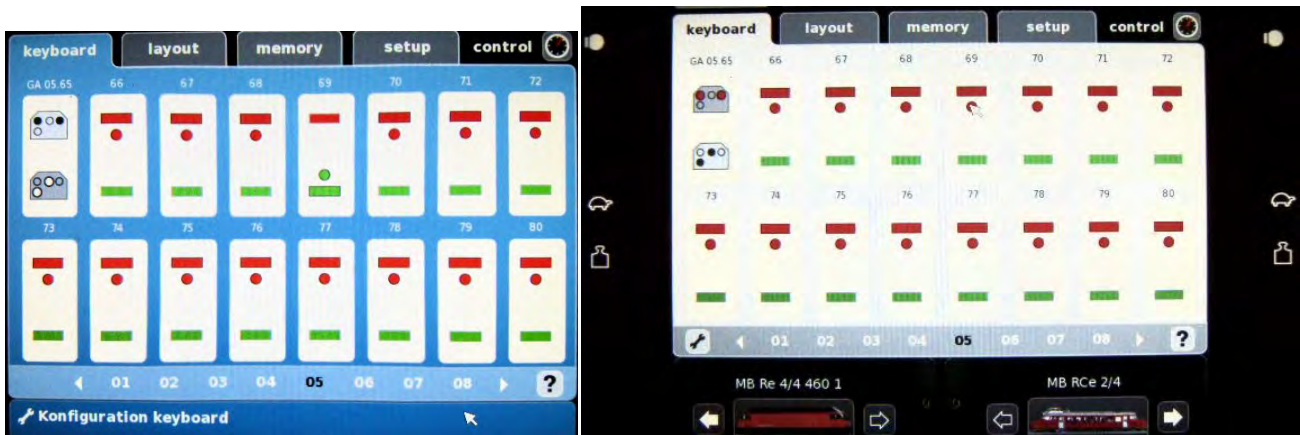 keyboard layout memory setup control
GA 05.65 66 67 68 69 70 71 72
73 74 75 76 77 78 79 80
01 02 03 04 05 06 07 08 ?
Konfiguration keyboard
keyboard layout memory setup control
GA 05.65 66 67 68 69 70 71 72
73 74 75 76 77 78 79 80
01 02 03 04 05 06 07 08 ?
MB Re 4/4 460 1 MB RCe 2/4